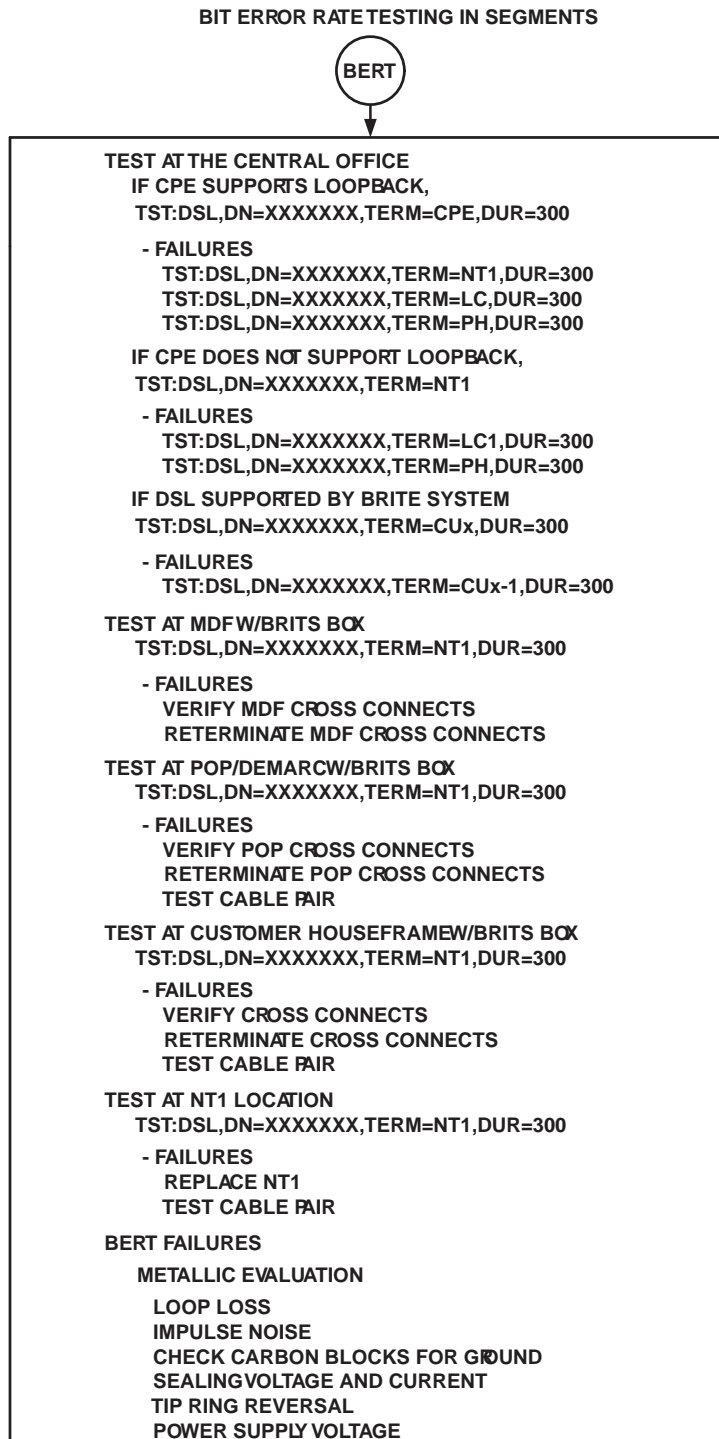 BIT ERROR RATE TESTING IN SEGMENTS
BERT
TEST AT THE CENTRAL OFFICE
IF CPE SUPPORTS LOOPBACK,
TST:DSL,DN=XXXXXXX,TERM=CPE,DUR=300
- FAILURES
TST:DSL,DN=XXXXXXX,TERM=NT1,DUR=300
TST:DSL,DN=XXXXXXX,TERM=LC,DUR=300
TST:DSL,DN=XXXXXXX,TERM=PH,DUR=300
IF CPE DOES NOT SUPPORT LOOPBACK,
TST:DSL,DN=XXXXXXX,TERM=NT1
- FAILURES
TST:DSL,DN=XXXXXXX,TERM=LC1,DUR=300
TST:DSL,DN=XXXXXXX,TERM=PH,DUR=300
IF DSL SUPPORTED BY BRITE SYSTEM
TST:DSL,DN=XXXXXXX,TERM=CUx,DUR=300
- FAILURES
TST:DSL,DN=XXXXXXX,TERM=CUx-1,DUR=300
TEST AT MDF W/BRITS BOX
TST:DSL,DN=XXXXXXX,TERM=NT1,DUR=300
- FAILURES
VERIFY MDF CROSS CONNECTS
RETERMINATE MDF CROSS CONNECTS
TEST AT POP/DEMARC W/BRITS BOX
TST:DSL,DN=XXXXXXX,TERM=NT1,DUR=300
- FAILURES
VERIFY POP CROSS CONNECTS
RETERMINATE POP CROSS CONNECTS
TEST CABLE PAIR
TEST AT CUSTOMER HOUSEFRAME W/BRITS BOX
TST:DSL,DN=XXXXXXX,TERM=NT1,DUR=300
- FAILURES
VERIFY CROSS CONNECTS
RETERMINATE CROSS CONNECTS
TEST CABLE PAIR
TEST AT NT1 LOCATION
TST:DSL,DN=XXXXXXX,TERM=NT1,DUR=300
- FAILURES
REPLACE NT1
TEST CABLE PAIR
BERT FAILURES
METALLIC EVALUATION
LOOP LOSS
IMPULSE NOISE
CHECK CARBON BLOCKS FOR GROUND
SEALING VOLTAGE AND CURRENT
TIP RING REVERSAL
POWER SUPPLY VOLTAGE